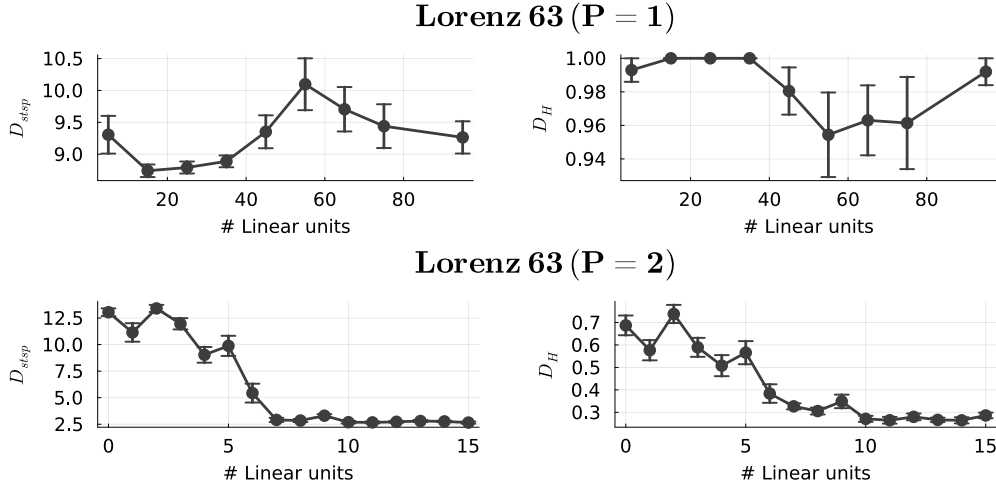 Lorenz 63 (P = 1)
D_stsp
10.5
10.0
9.5
9.0
20 40 60 80
# Linear units
D_H
1.00
0.98
0.96
0.94
20 40 60 80
# Linear units
Lorenz 63 (P = 2)
D_stsp
12.5
10.0
7.5
5.0
2.5
0 5 10 15
# Linear units
D_H
0.7
0.6
0.5
0.4
0.3
0 5 10 15
# Linear units